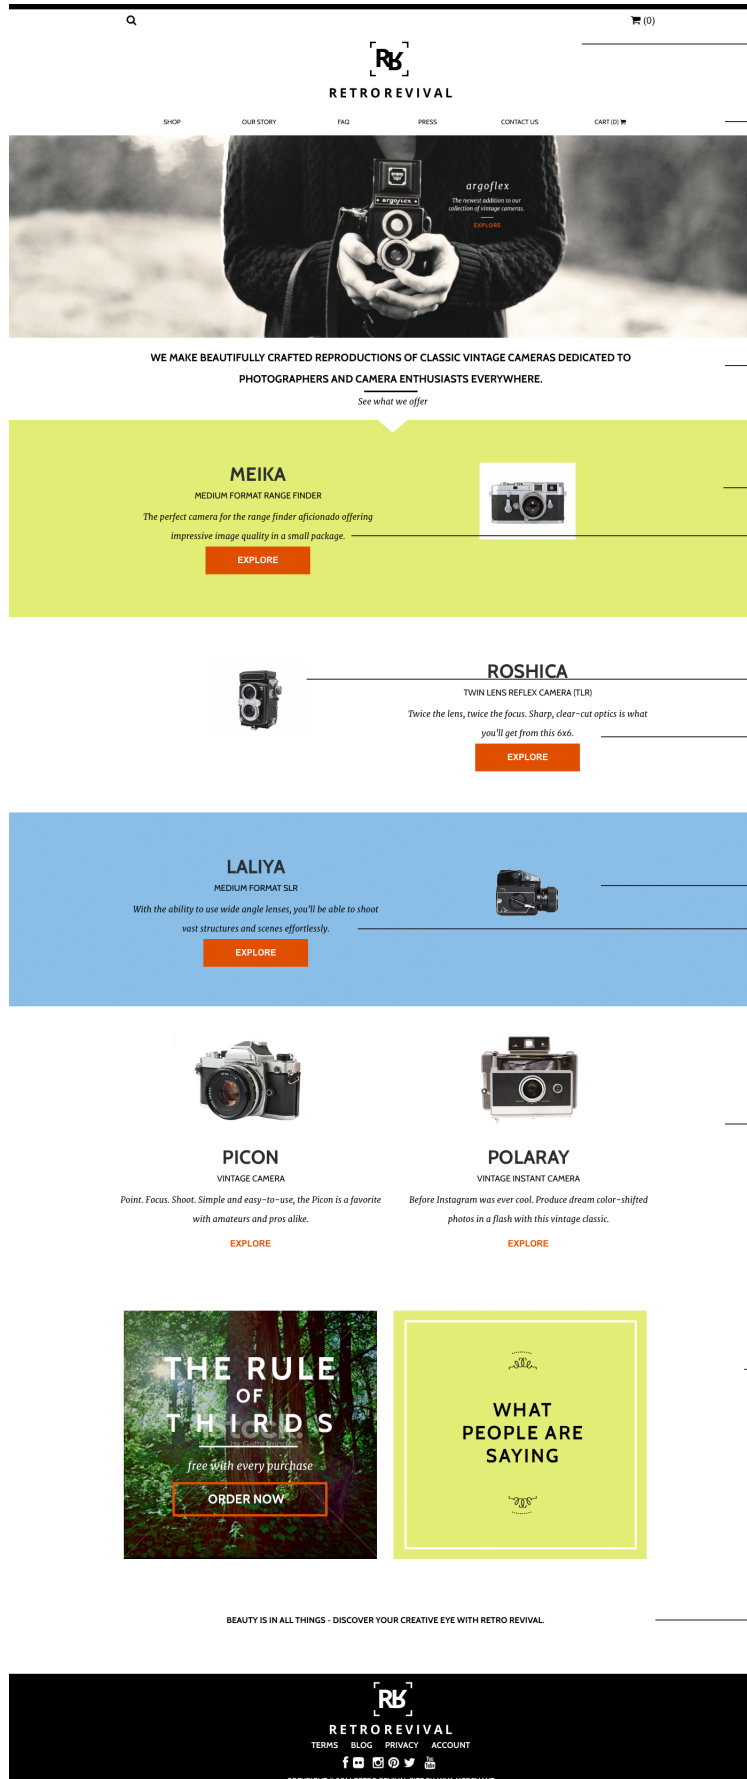 (0)
RR
RETROREVIVAL
SHOP OUR STORY FAQ PRESS CONTACT US CART (0)
argoflex
The newest addition to our
collection of vintage cameras.
EXPLORE
argoflex
WE MAKE BEAUTIFULLY CRAFTED REPRODUCTIONS OF CLASSIC VINTAGE CAMERAS DEDICATED TO
PHOTOGRAPHERS AND CAMERA ENTHUSIASTS EVERYWHERE.
See what we offer
MEIKA
MEDIUM FORMAT RANGE FINDER
The perfect camera for the range finder aficionado offering
impressive image quality in a small package.
EXPLORE
ROSHICA
TWIN LENS REFLEX CAMERA (TLR)
Twice the lens, twice the focus. Sharp, clear-cut optics is what
you'll get from this 6x6.
EXPLORE
LALIYA
MEDIUM FORMAT SLR
With the ability to use wide angle lenses, you'll be able to shoot
vast structures and scenes effortlessly.
EXPLORE
PICON
VINTAGE CAMERA
Point. Focus. Shoot. Simple and easy-to-use, the Picon is a favorite
with amateurs and pros alike.
EXPLORE
POLARAY
VINTAGE INSTANT CAMERA
Before Instagram was ever cool. Produce dream color-shifted
photos in a flash with this vintage classic.
EXPLORE
THE RULE
OF
THIRDS
iStock
by Getty Images
free with every purchase
ORDER NOW
WHAT
PEOPLE ARE
SAYING
BEAUTY IS IN ALL THINGS - DISCOVER YOUR CREATIVE EYE WITH RETRO REVIVAL.
RR
RETROREVIVAL
TERMS BLOG PRIVACY ACCOUNT
You Tube